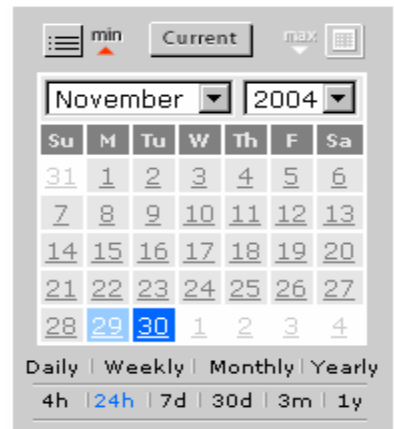 min Current max
November 2004
Su M Tu W Th F Sa
31 1 2 3 4 5 6
7 8 9 10 11 12 13
14 15 16 17 18 19 20
21 22 23 24 25 26 27
28 29 30 1 2 3 4
Daily | Weekly | Monthly | Yearly
4h | 24h | 7d | 30d | 3m | 1y